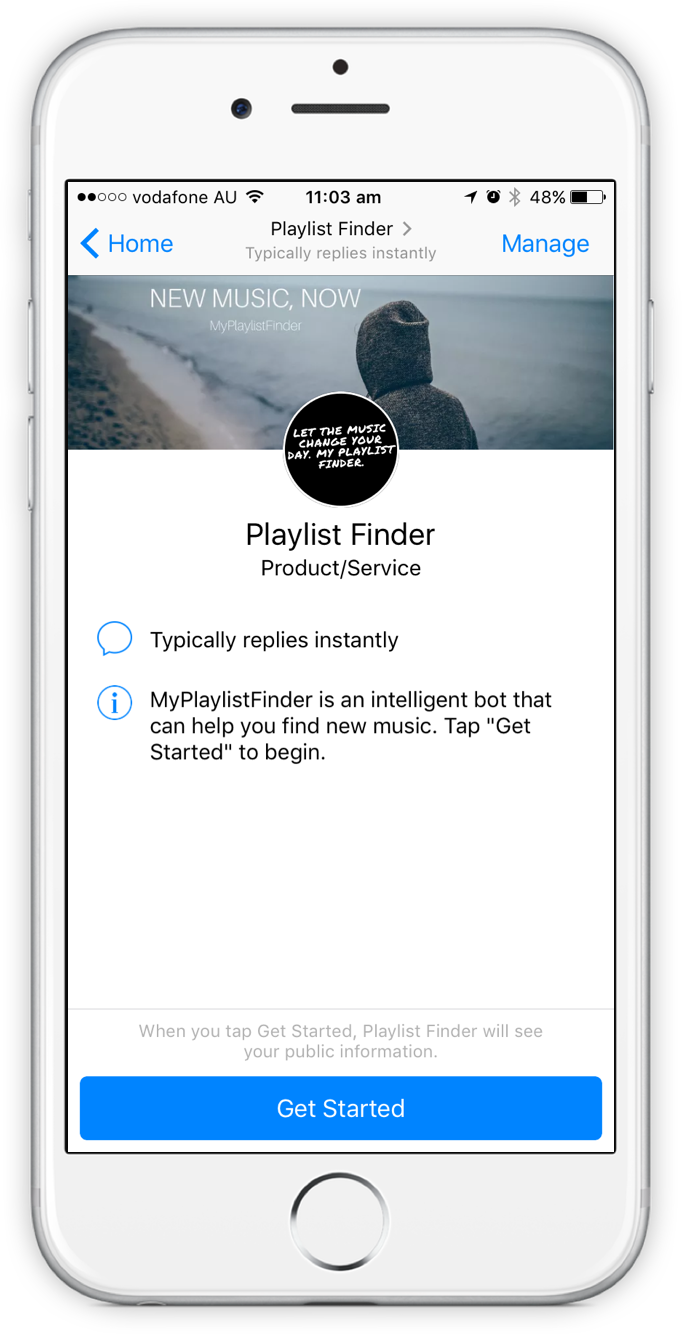 vodafone AU
11:03 am
48%
Home
Playlist Finder
Typically replies instantly
Manage
NEW MUSIC, NOW
MyPlaylistFinder
LET THE MUSIC
CHANGE YOUR
DAY. MY PLAYLIST
FINDER.
Playlist Finder
Product/Service
Typically replies instantly
MyPlaylistFinder is an intelligent bot that
can help you find new music. Tap "Get
Started" to begin.
When you tap Get Started, Playlist Finder will see
your public information.
Get Started